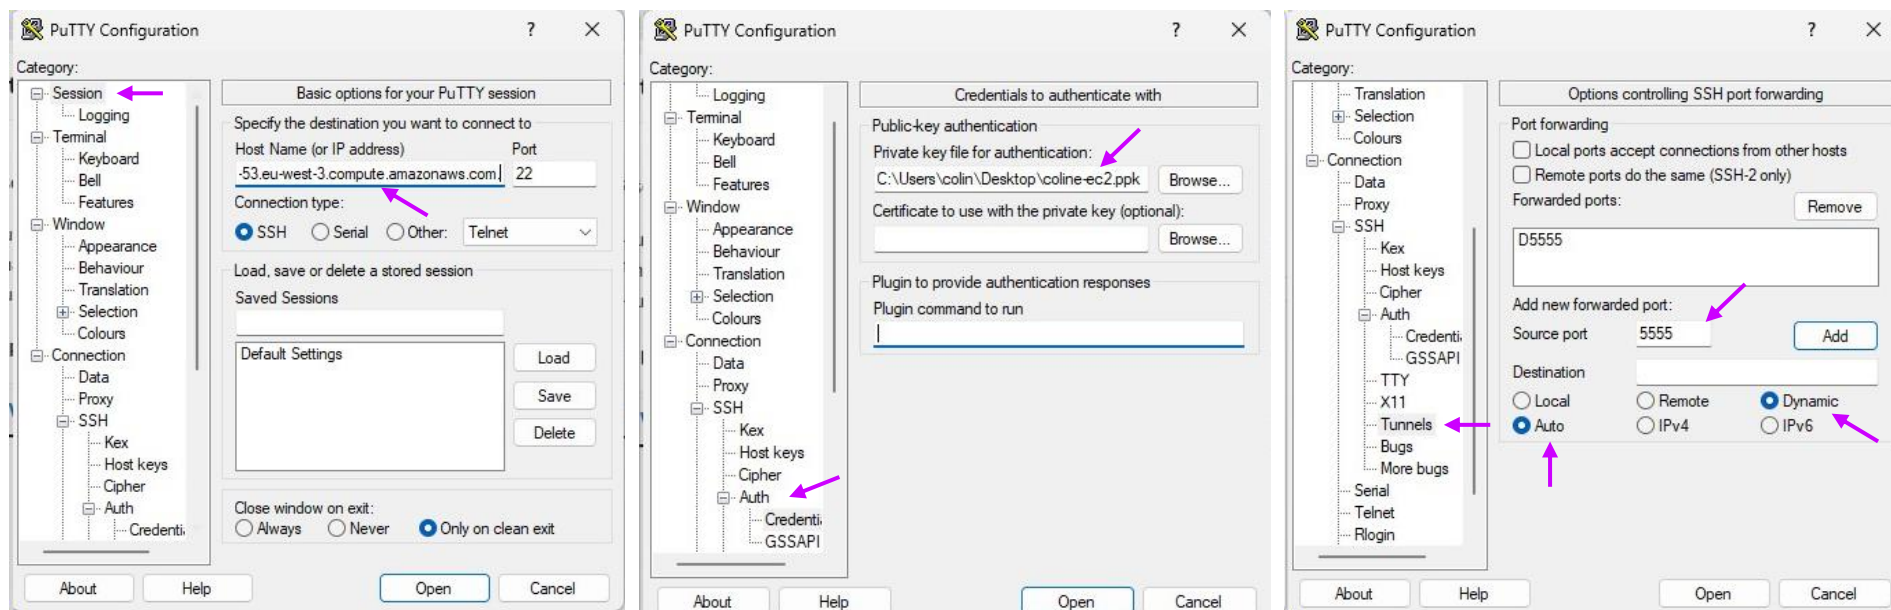 PuTTY Configuration ? ×
Category:
Session
Logging
Terminal
Keyboard
Bell
Features
Window
Appearance
Behaviour
Translation
Selection
Colours
Connection
Data
Proxy
SSH
Kex
Host keys
Cipher
Auth
Credenti
Basic options for your PuTTY session
Specify the destination you want to connect to
Host Name (or IP address) Port
-53.eu-west-3.compute.amazonaws.com. 22
Connection type:
SSH Serial Other: Telnet
Load, save or delete a stored session
Saved Sessions
Default Settings
Load
Save
Delete
Close window on exit:
Always Never Only on clean exit
About Help Open Cancel
PuTTY Configuration ? ×
Category:
Logging
Terminal
Keyboard
Bell
Features
Window
Appearance
Behaviour
Translation
Selection
Colours
Connection
Data
Proxy
SSH
Kex
Host keys
Cipher
Auth
Credenti
GSSAPI
Credentials to authenticate with
Public-key authentication
Private key file for authentication:
C:\Users\colin\Desktop\coline-ec2.ppk Browse...
Certificate to use with the private key (optional):
Browse...
Plugin to provide authentication responses
Plugin command to run
About Help Open Cancel
PuTTY Configuration ? ×
Category:
Translation
Selection
Colours
Connection
Data
Proxy
SSH
Kex
Host keys
Cipher
Auth
Credenti
GSSAPI
TTY
X11
Tunnels
Bugs
More bugs
Serial
Telnet
Rlogin
Options controlling SSH port forwarding
Port forwarding
Local ports accept connections from other hosts
Remote ports do the same (SSH-2 only)
Forwarded ports: Remove
D5555
Add new forwarded port:
Source port 5555 Add
Destination
Local Remote Dynamic
Auto IPv4 IPv6
About Help Open Cancel